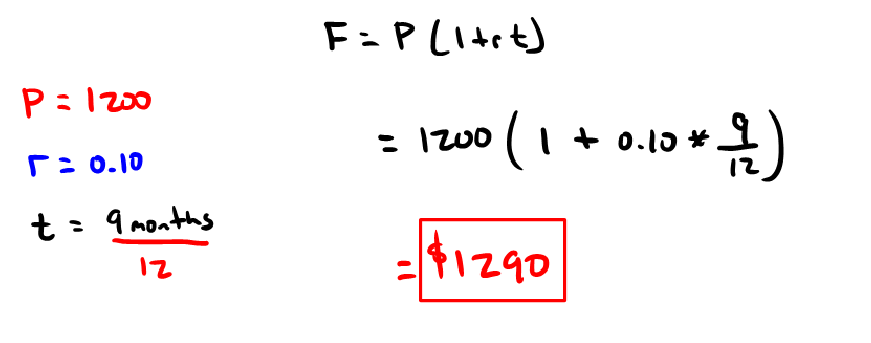 F = P (1+rt)
P = 1200
= 1200 ( 1 + 0.10 * 9/12 )
r = 0.10
t = 9 months/12
= $1290